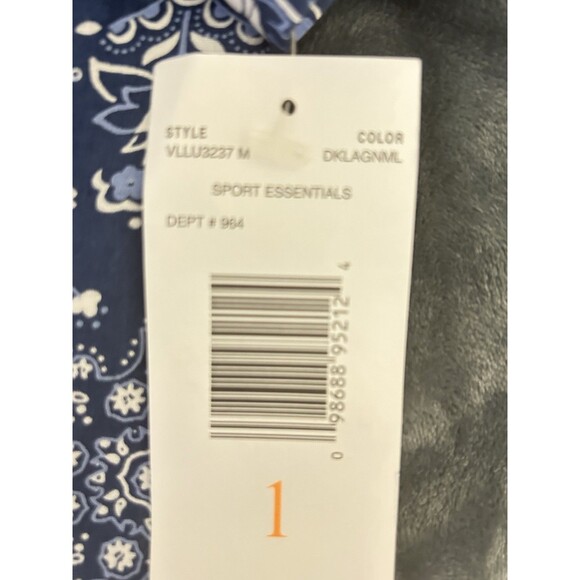 STYLE COLOR
VLLU3237 M DKLAGNML
SPORT ESSENTIALS
DEPT # 964
0 98688 95212 4
1